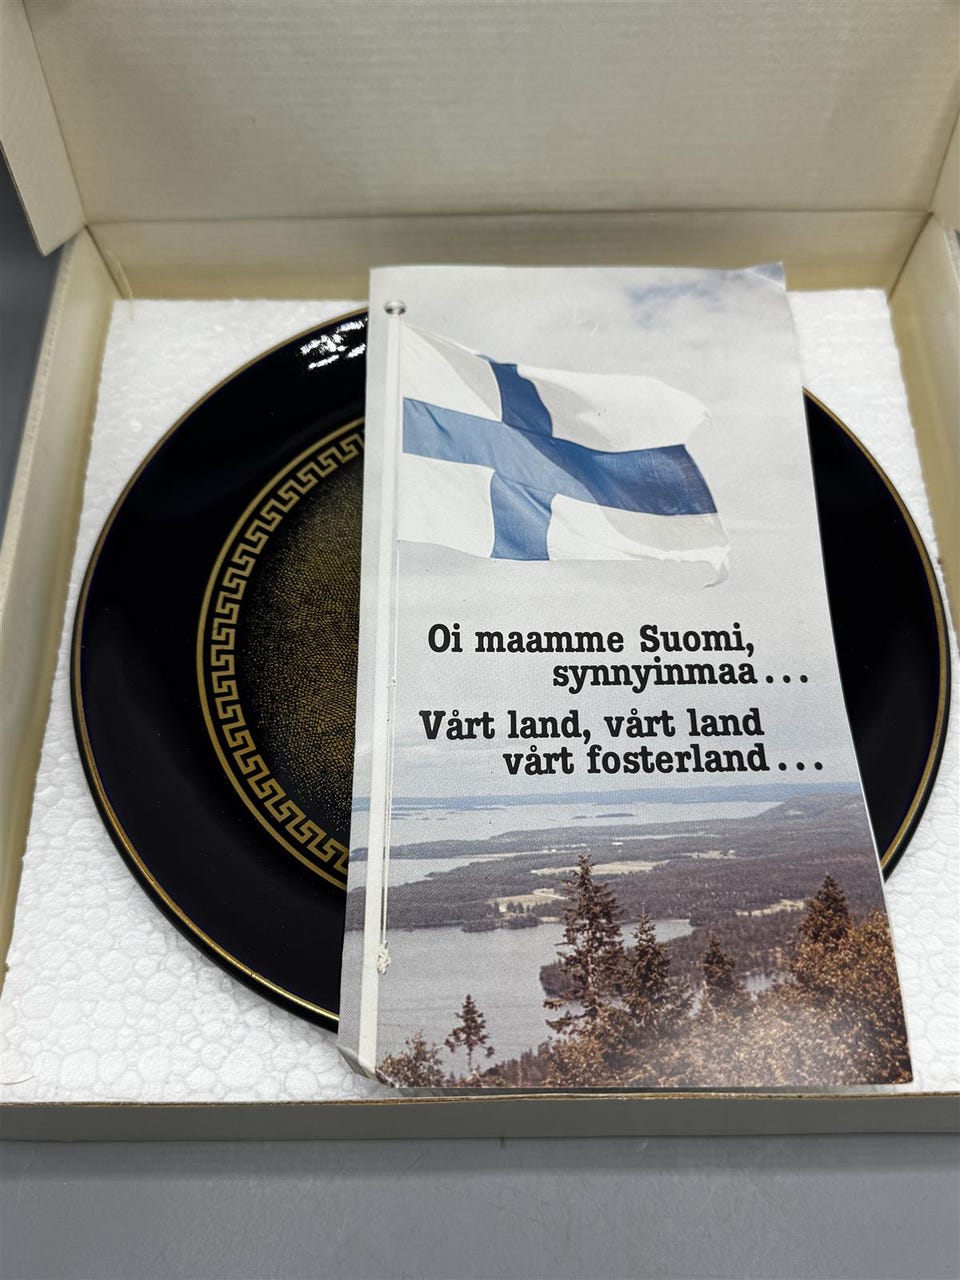 Oi maamme Suomi,
synnyinmaa...
Vårt land, vårt land
vårt fosterland...